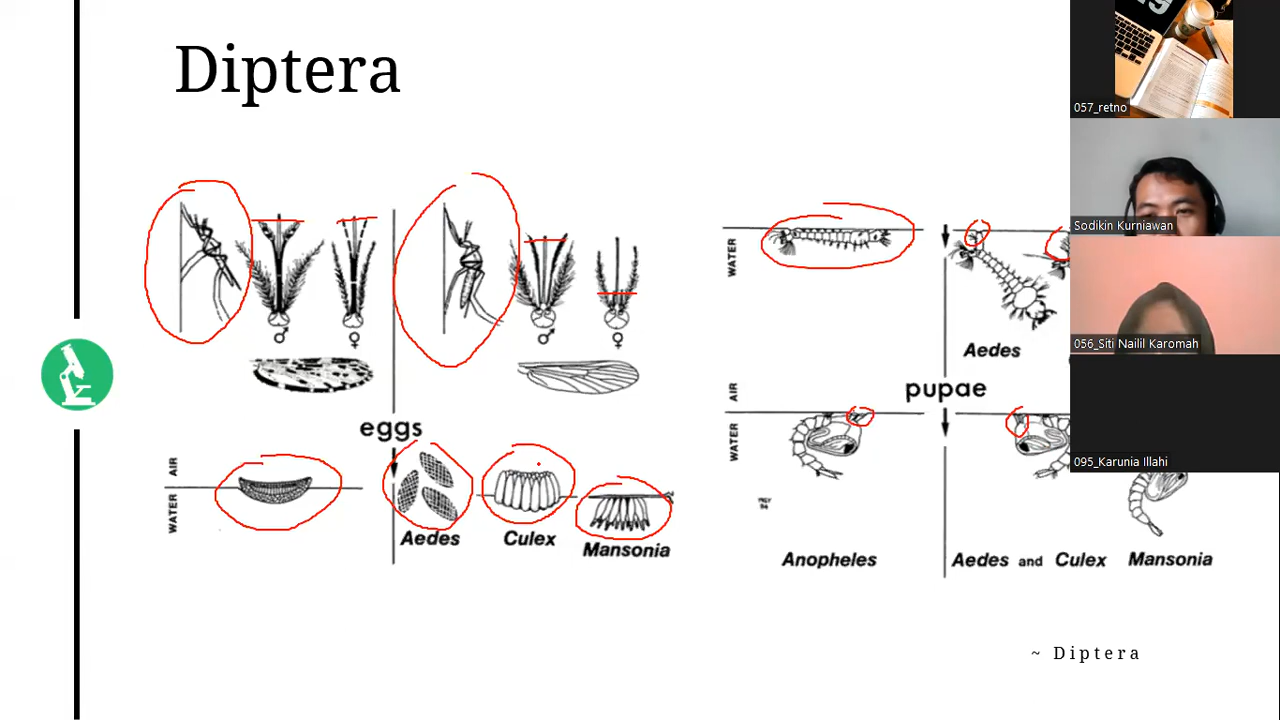 Diptera
eggs
AIR
WATER
Aedes
Culex
Mansonia
WATER
Aedes
pupae
AIR
WATER
Anopheles
Aedes and Culex
Mansonia
~ Diptera
057_retno
Sodikin Kurniawan
056_Siti Nailil Karomah
095_Karunia Illahi